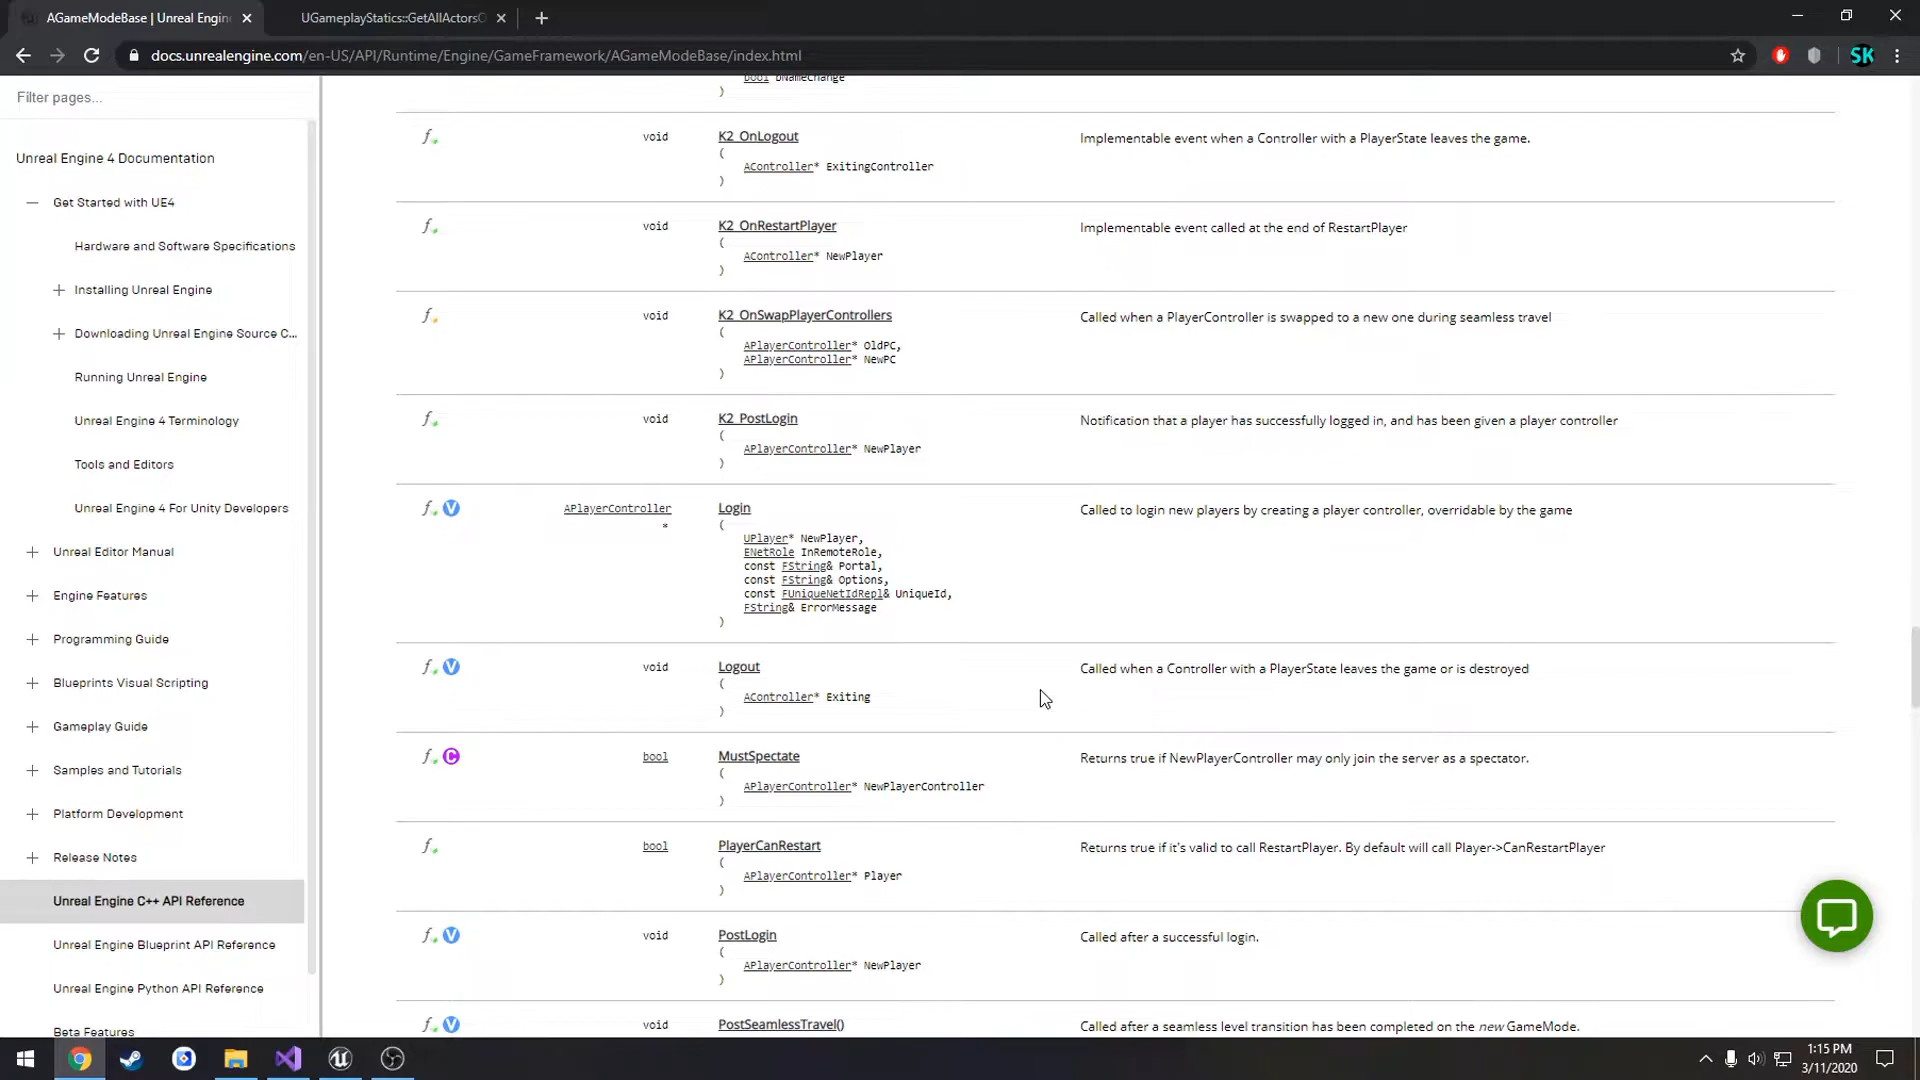 AGameModeBase | Unreal Engin
UGameplayStatics::GetAllActorsO
docs.unrealengine.com/en-US/API/Runtime/Engine/GameFramework/AGameModeBase/index.html
SK
Filter pages...
Unreal Engine 4 Documentation
Get Started with UE4
Hardware and Software Specifications
Installing Unreal Engine
Downloading Unreal Engine Source C...
Running Unreal Engine
Unreal Engine 4 Terminology
Tools and Editors
Unreal Engine 4 For Unity Developers
Unreal Editor Manual
Engine Features
Programming Guide
Blueprints Visual Scripting
Gameplay Guide
Samples and Tutorials
Platform Development
Release Notes
Unreal Engine C++ API Reference
Unreal Engine Blueprint API Reference
Unreal Engine Python API Reference
Beta Features
bool bNameChange
)
void K2_OnLogout Implementable event when a Controller with a PlayerState leaves the game.
(
AController* ExitingController
)
void K2_OnRestartPlayer Implementable event called at the end of RestartPlayer
(
AController* NewPlayer
)
void K2_OnSwapPlayerControllers Called when a PlayerController is swapped to a new one during seamless travel
(
APlayerController* OldPC,
APlayerController* NewPC
)
void K2_PostLogin Notification that a player has successfully logged in, and has been given a player controller
(
APlayerController* NewPlayer
)
V APlayerController Login Called to login new players by creating a player controller, overridable by the game
* (
UPlayer* NewPlayer,
ENetRole InRemoteRole,
const FString& Portal,
const FString& Options,
const FUniqueNetIdRepl& UniqueId,
FString& ErrorMessage
)
V void Logout Called when a Controller with a PlayerState leaves the game or is destroyed
(
AController* Exiting
)
C bool MustSpectate Returns true if NewPlayerController may only join the server as a spectator.
(
APlayerController* NewPlayerController
)
bool PlayerCanRestart Returns true if it's valid to call RestartPlayer. By default will call Player->CanRestartPlayer
(
APlayerController* Player
)
V void PostLogin Called after a successful login.
(
APlayerController* NewPlayer
)
V void PostSeamlessTravel() Called after a seamless level transition has been completed on the new GameMode.
1:15 PM
3/11/2020